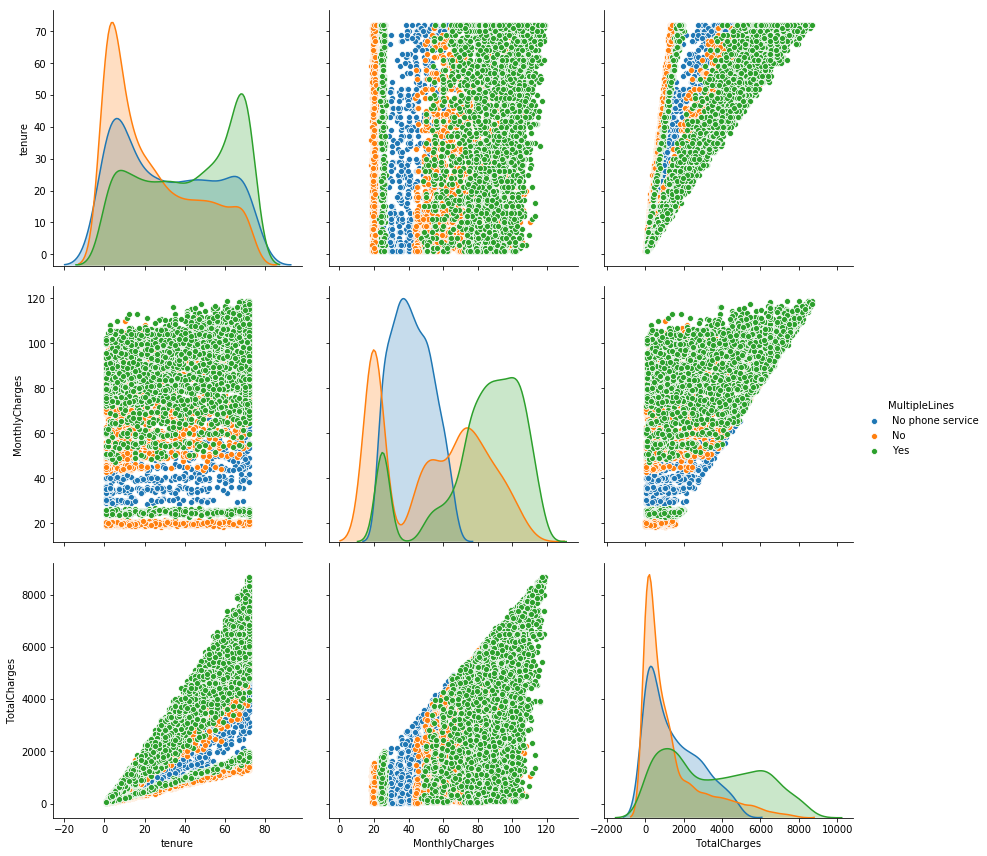 70
60
50
40
30
20
10
0
tenure
120
100
80
60
40
20
MonthlyCharges
MultipleLines
No phone service
No
Yes
8000
6000
4000
2000
0
TotalCharges
−20 0 20 40 60 80
0 20 40 60 80 100 120
−2000 0 2000 4000 6000 8000 10000
tenure
MonthlyCharges
TotalCharges